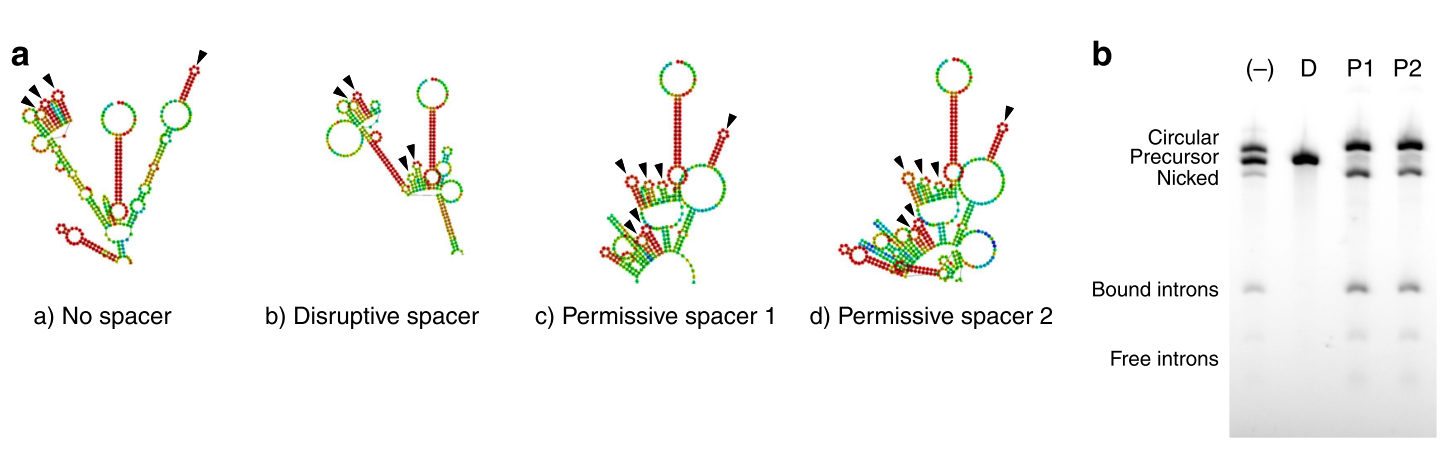 a
a) No spacer
b) Disruptive spacer
c) Permissive spacer 1
d) Permissive spacer 2
b
(–) D P1 P2
Circular
Precursor
Nicked
Bound introns
Free introns